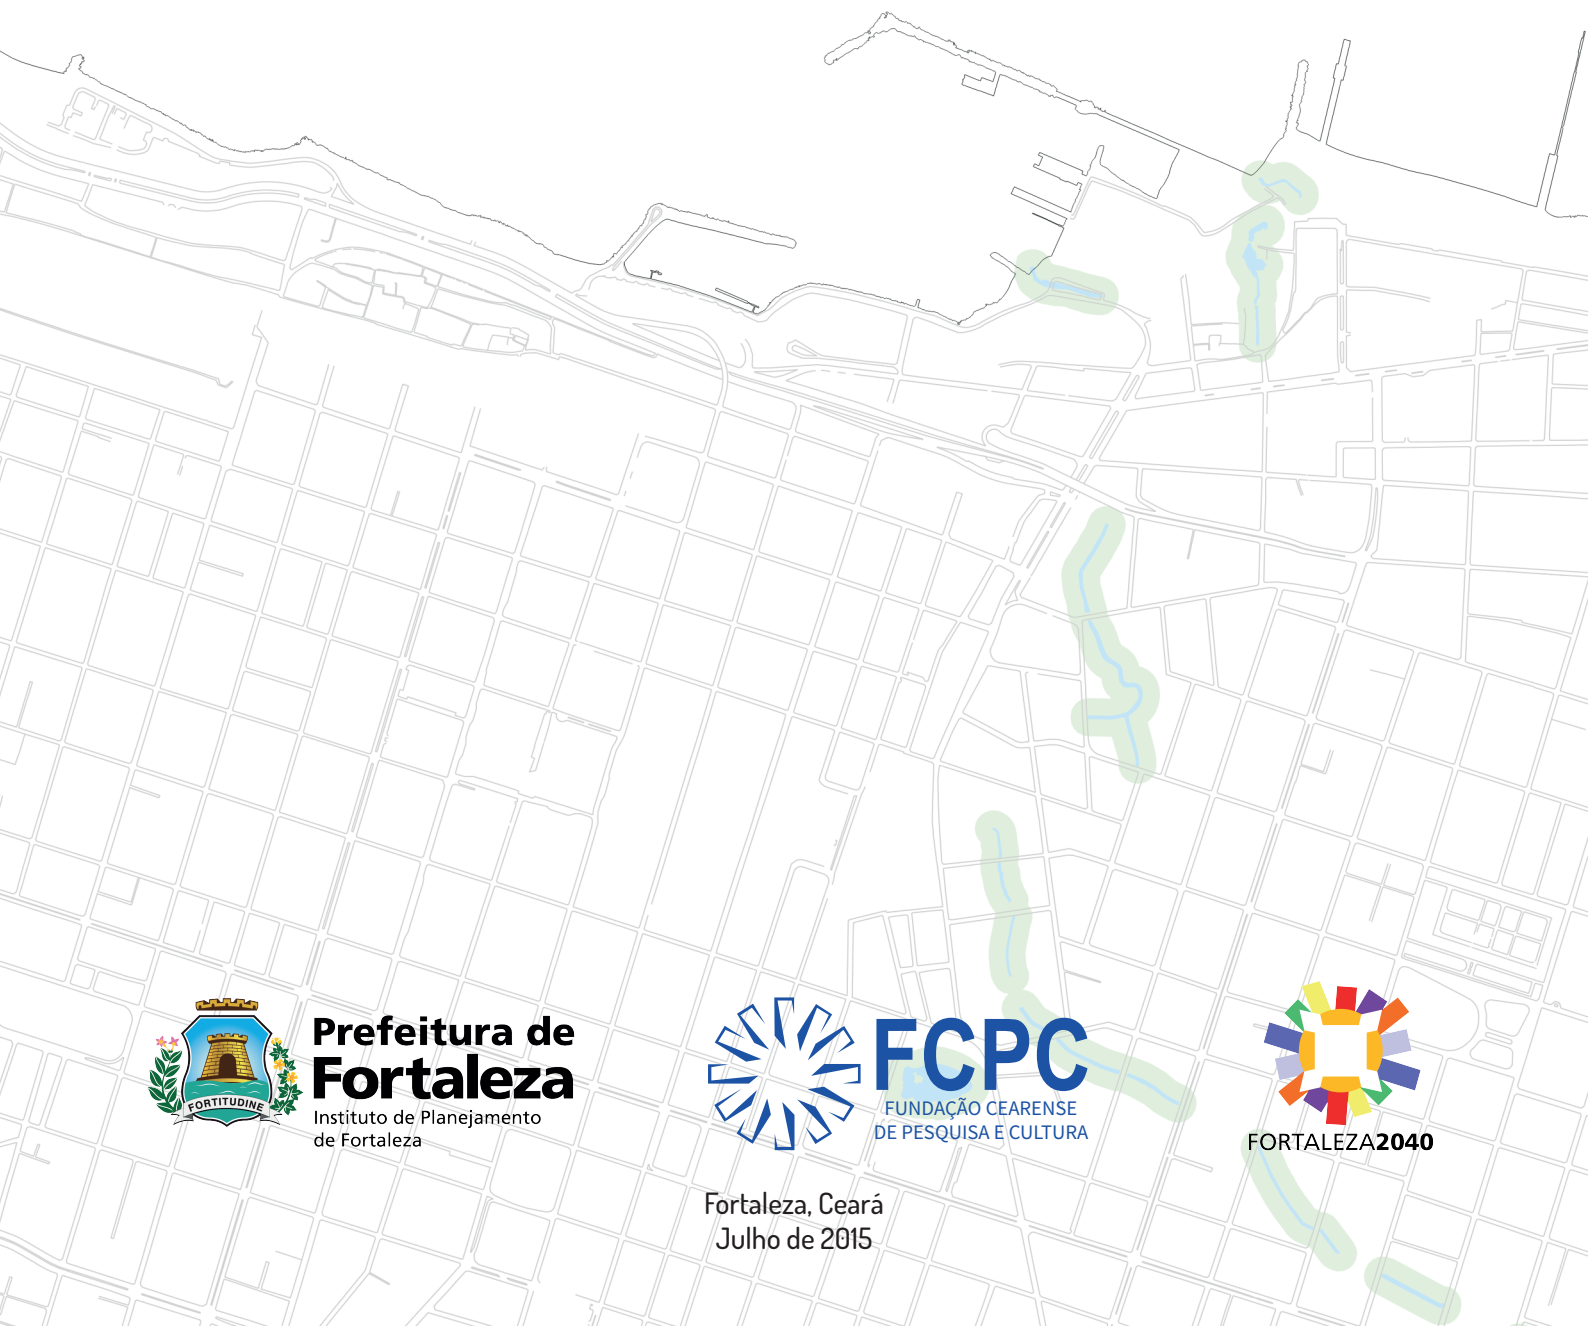 Prefeitura de
Fortaleza
Instituto de Planejamento
de Fortaleza
FORTITUDINE
FCPC
FUNDAÇÃO CEARENSE
DE PESQUISA E CULTURA
FORTALEZA2040
Fortaleza, Ceará
Julho de 2015